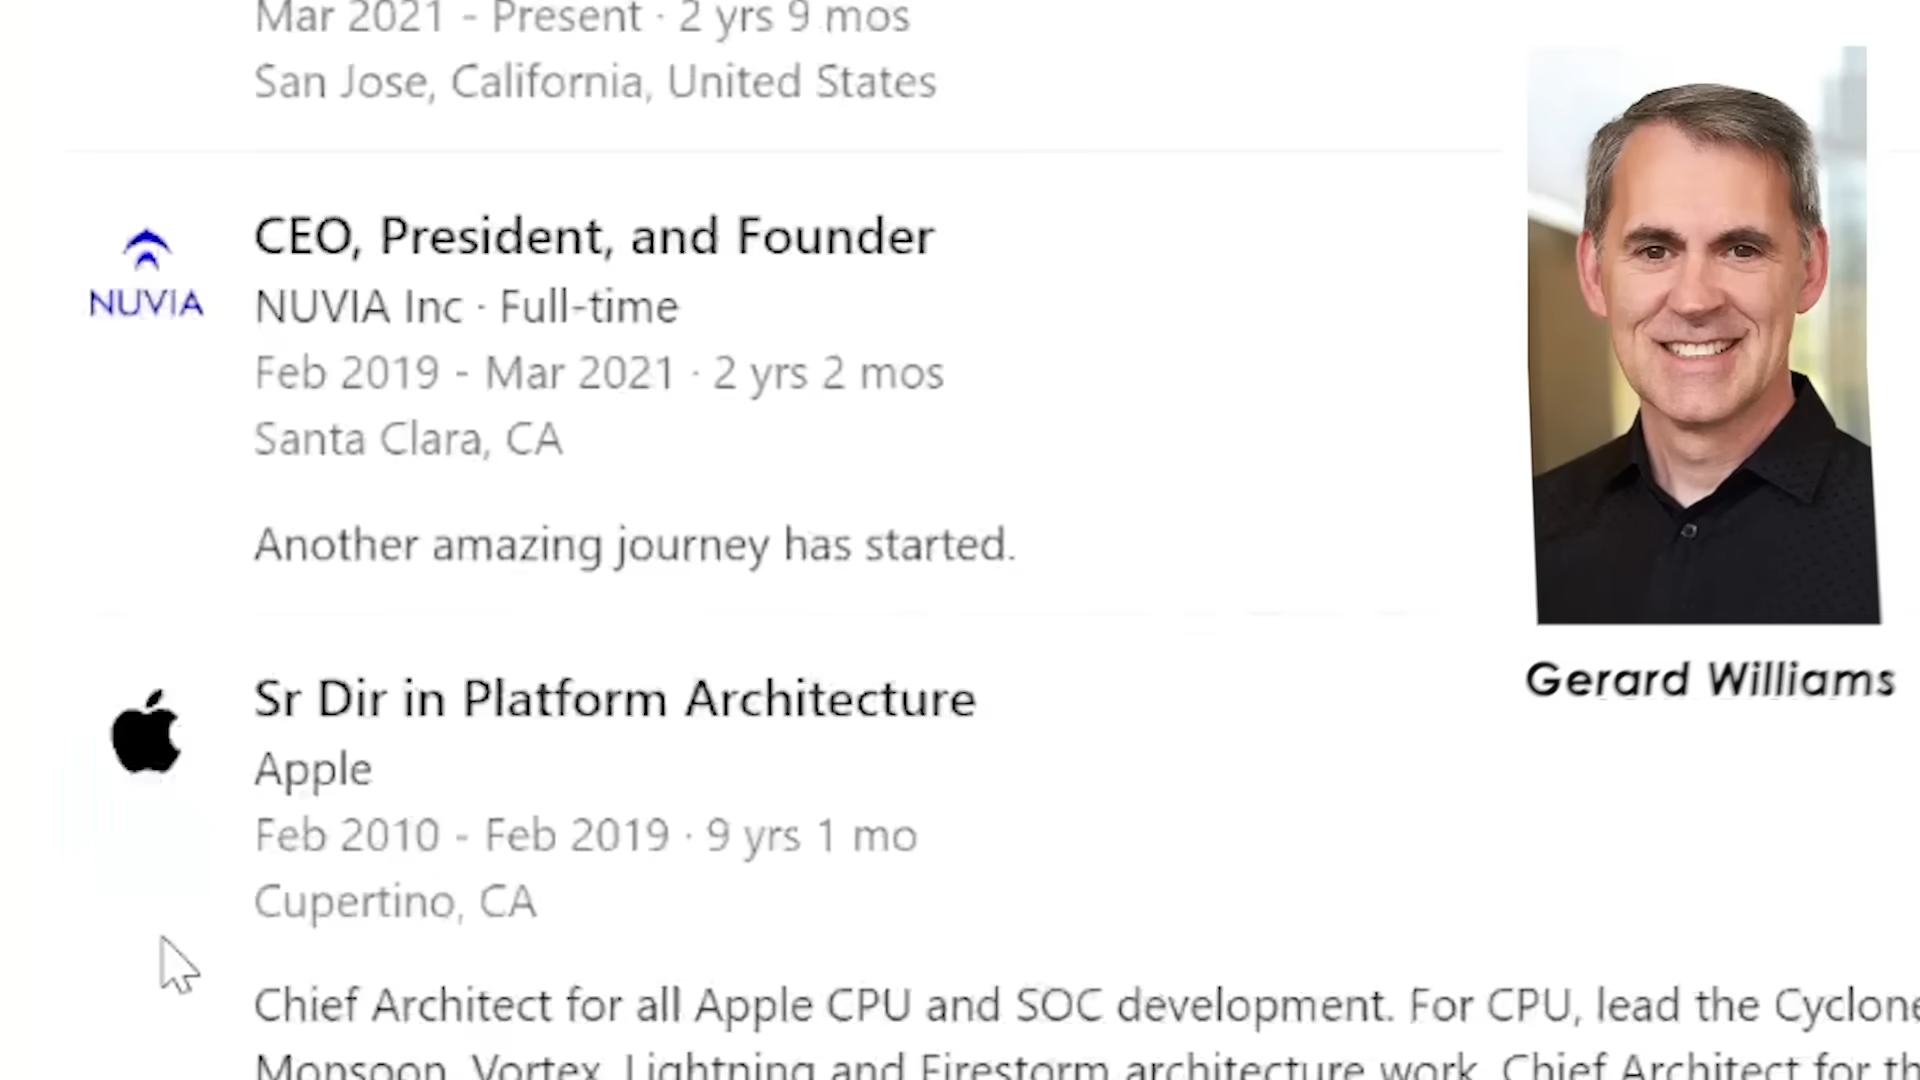 Mar 2021 - Present · 2 yrs 9 mos
San Jose, California, United States
NUVIA
CEO, President, and Founder
NUVIA Inc · Full-time
Feb 2019 - Mar 2021 · 2 yrs 2 mos
Santa Clara, CA
Another amazing journey has started.
Gerard Williams
Sr Dir in Platform Architecture
Apple
Feb 2010 - Feb 2019 · 9 yrs 1 mo
Cupertino, CA
Chief Architect for all Apple CPU and SOC development. For CPU, lead the Cyclone
Monsoon, Vortex, Lightning and Firestorm architecture work. Chief Architect for th